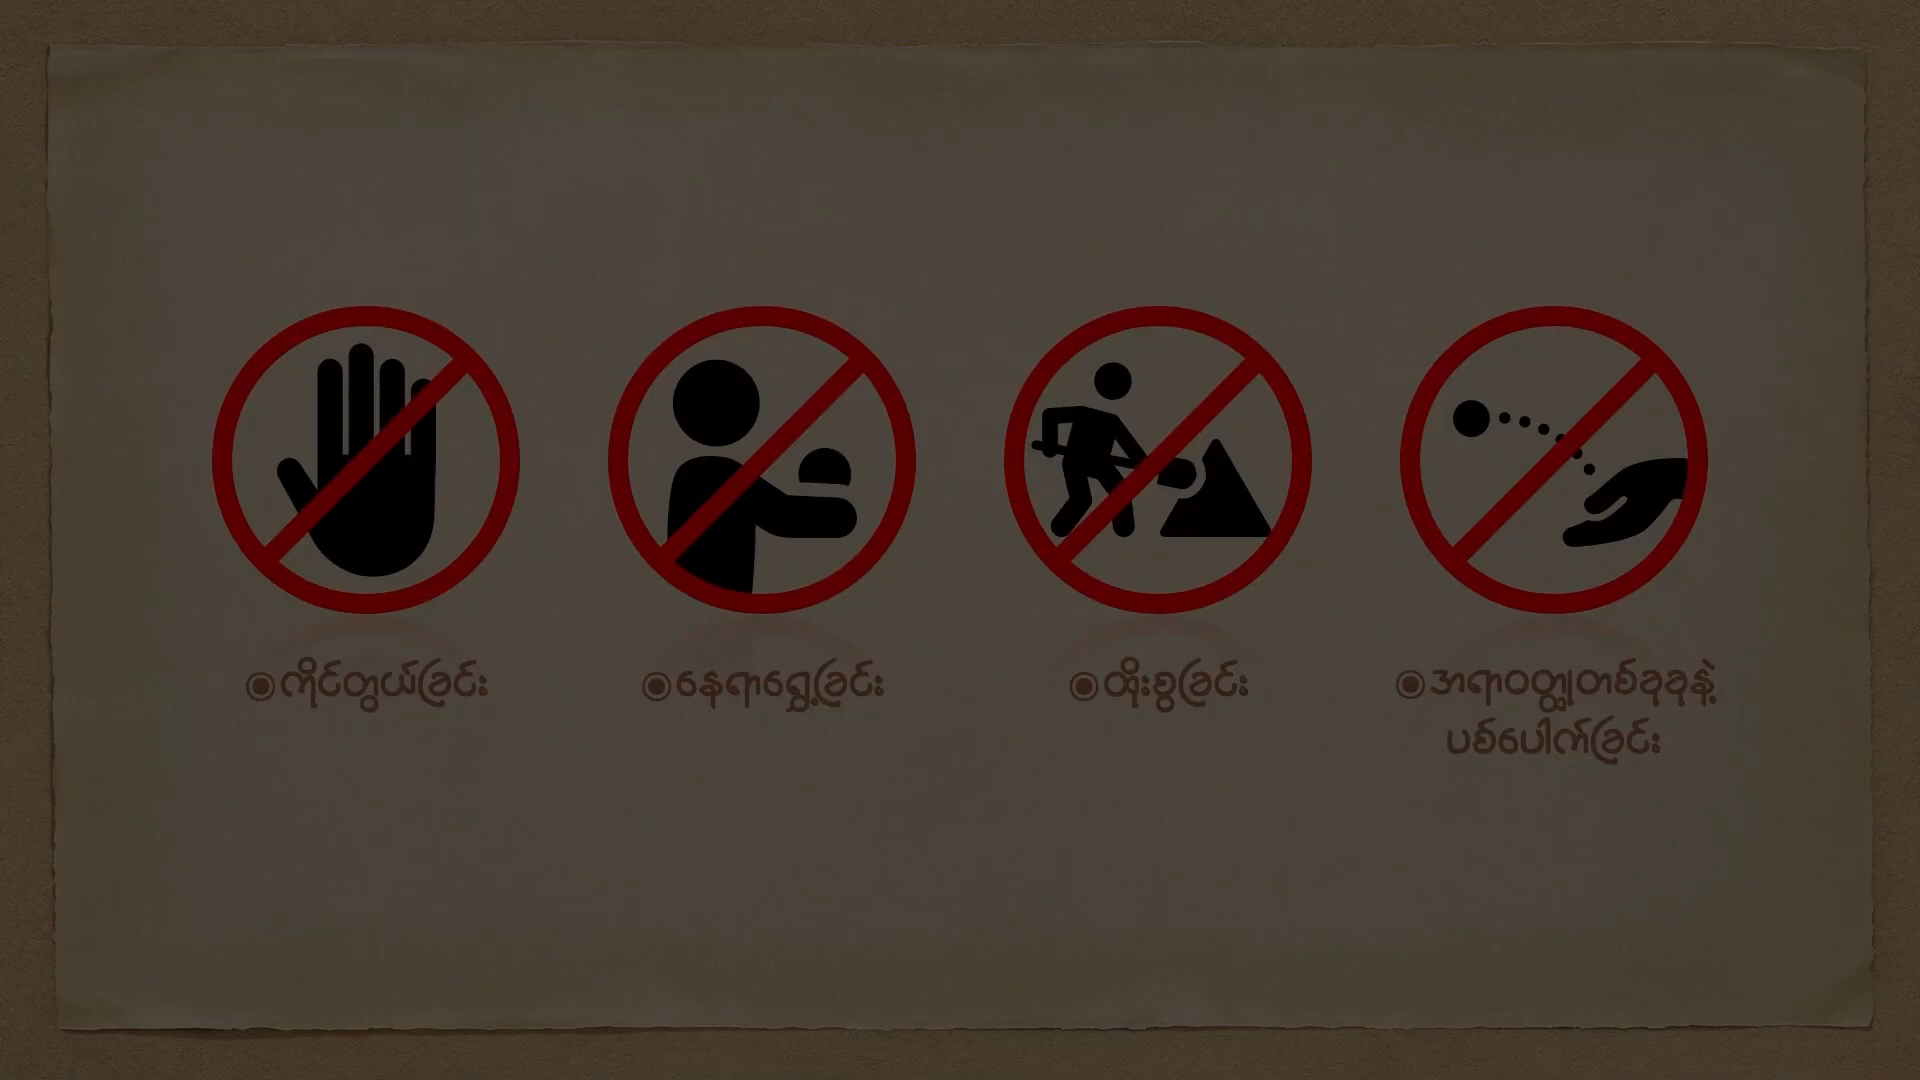 ◉ ကိုင်တွယ်ခြင်း
◉ နေရာရွှေ့ခြင်း
◉ ထိုးစွခြင်း
◉ အရာဝတ္ထုတစ်ခုခုနဲ့
ပစ်ပေါက်ခြင်း